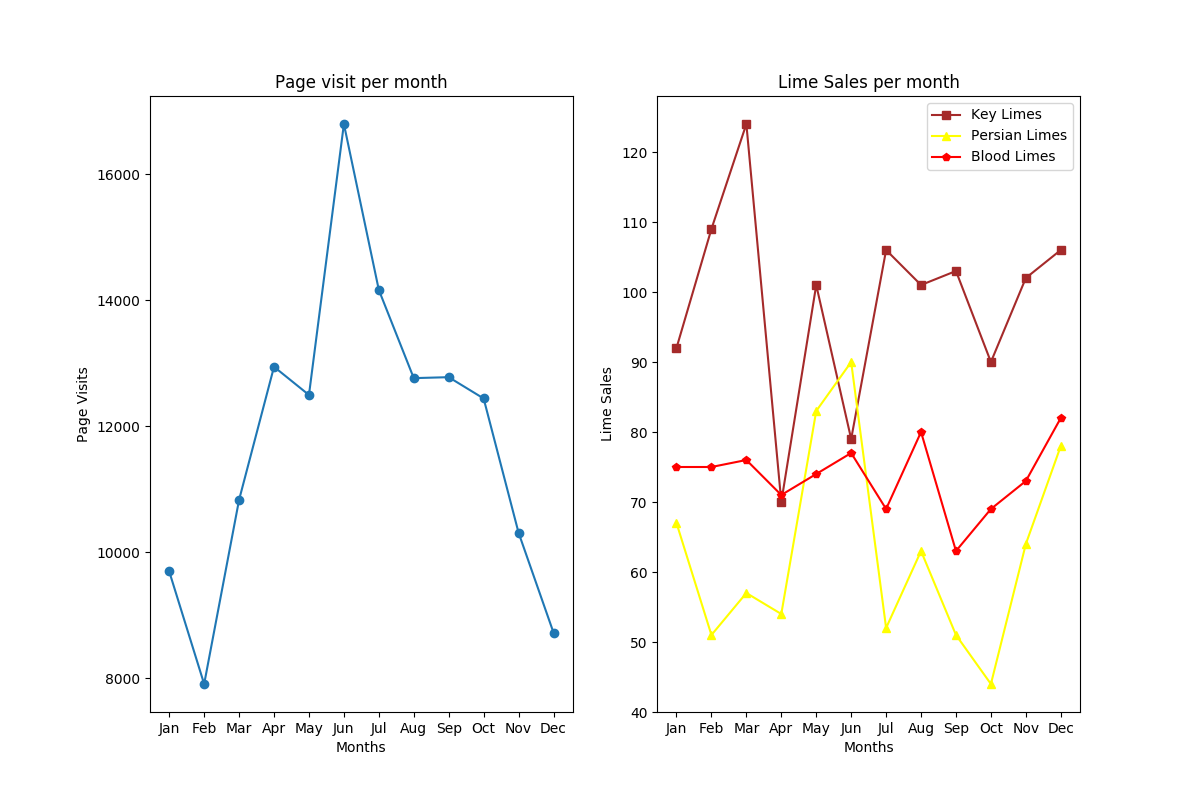 Page visit per month
16000
14000
12000
10000
8000
Page Visits
Jan Feb Mar Apr May Jun Jul Aug Sep Oct Nov Dec
Months
Lime Sales per month
Key Limes
Persian Limes
Blood Limes
120
110
100
90
80
70
60
50
40
Lime Sales
Jan Feb Mar Apr May Jun Jul Aug Sep Oct Nov Dec
Months